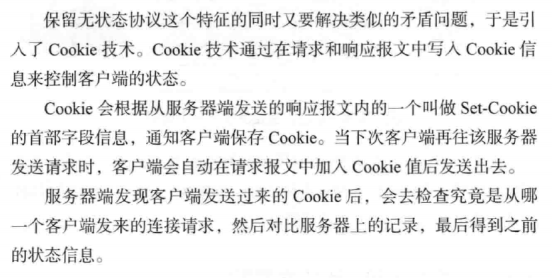 保留无状态协议这个特征的同时又要解决类似的矛盾问题，于是引
入了 Cookie 技术。Cookie 技术通过在请求和响应报文中写入 Cookie 信
息来控制客户端的状态。
Cookie 会根据从服务器端发送的响应报文内的一个叫做 Set-Cookie
的首部字段信息，通知客户端保存 Cookie。当下次客户端再往该服务器
发送请求时，客户端会自动在请求报文中加入 Cookie 值后发送出去。
服务器端发现客户端发送过来的 Cookie 后，会去检查究竟是从哪
一个客户端发来的连接请求，然后对比服务器上的记录，最后得到之前
的状态信息。